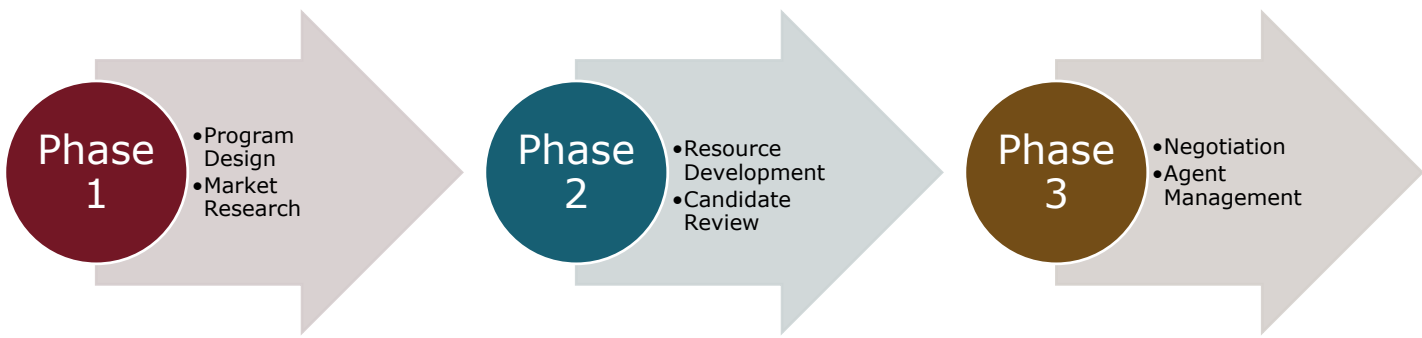 Phase
1
•Program
Design
•Market
Research
Phase
2
•Resource
Development
•Candidate
Review
Phase
3
•Negotiation
•Agent
Management